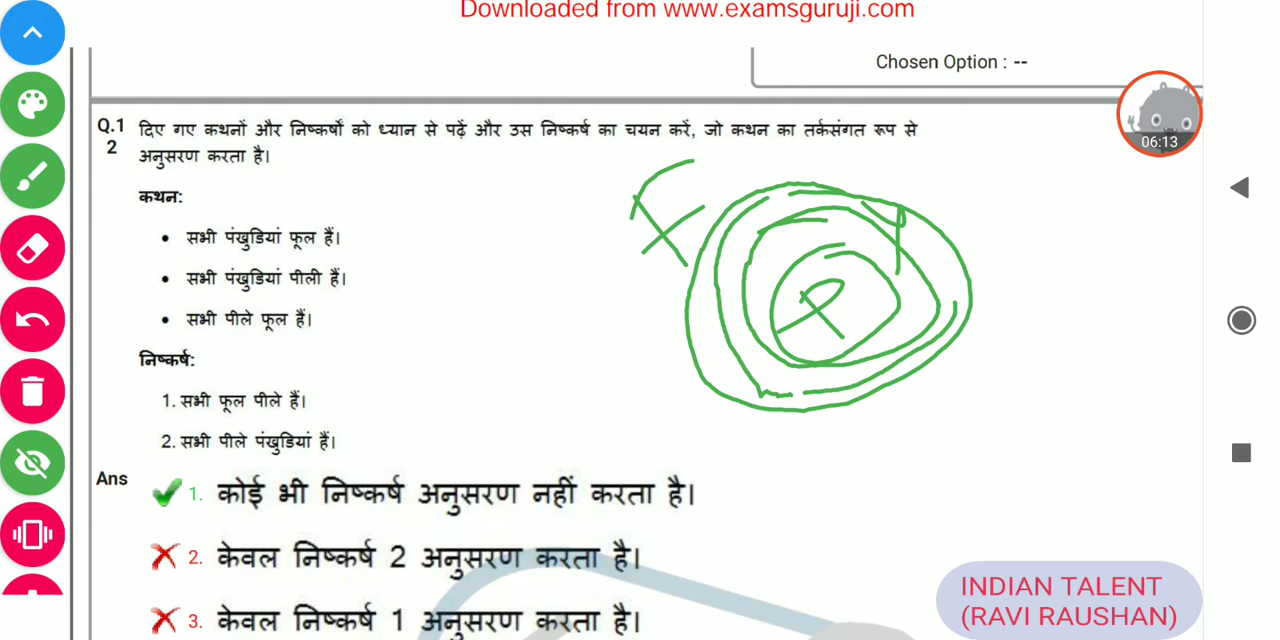 Downloaded from www.examsguruji.com
Chosen Option : --
06:13
Q.1
2
दिए गए कथनों और निष्कर्षों को ध्यान से पढ़ें और उस निष्कर्ष का चयन करें, जो कथन का तर्कसंगत रूप से
अनुसरण करता है।
कथन:
• सभी पंखुडियां फूल हैं।
• सभी पंखुडियां पीली हैं।
• सभी पीले फूल हैं।
निष्कर्ष:
1. सभी फूल पीले हैं।
2. सभी पीले पंखुडियां हैं।
Ans
1. कोई भी निष्कर्ष अनुसरण नहीं करता है।
2. केवल निष्कर्ष 2 अनुसरण करता है।
3. केवल निष्कर्ष 1 अनुसरण करता है।
INDIAN TALENT
(RAVI RAUSHAN)